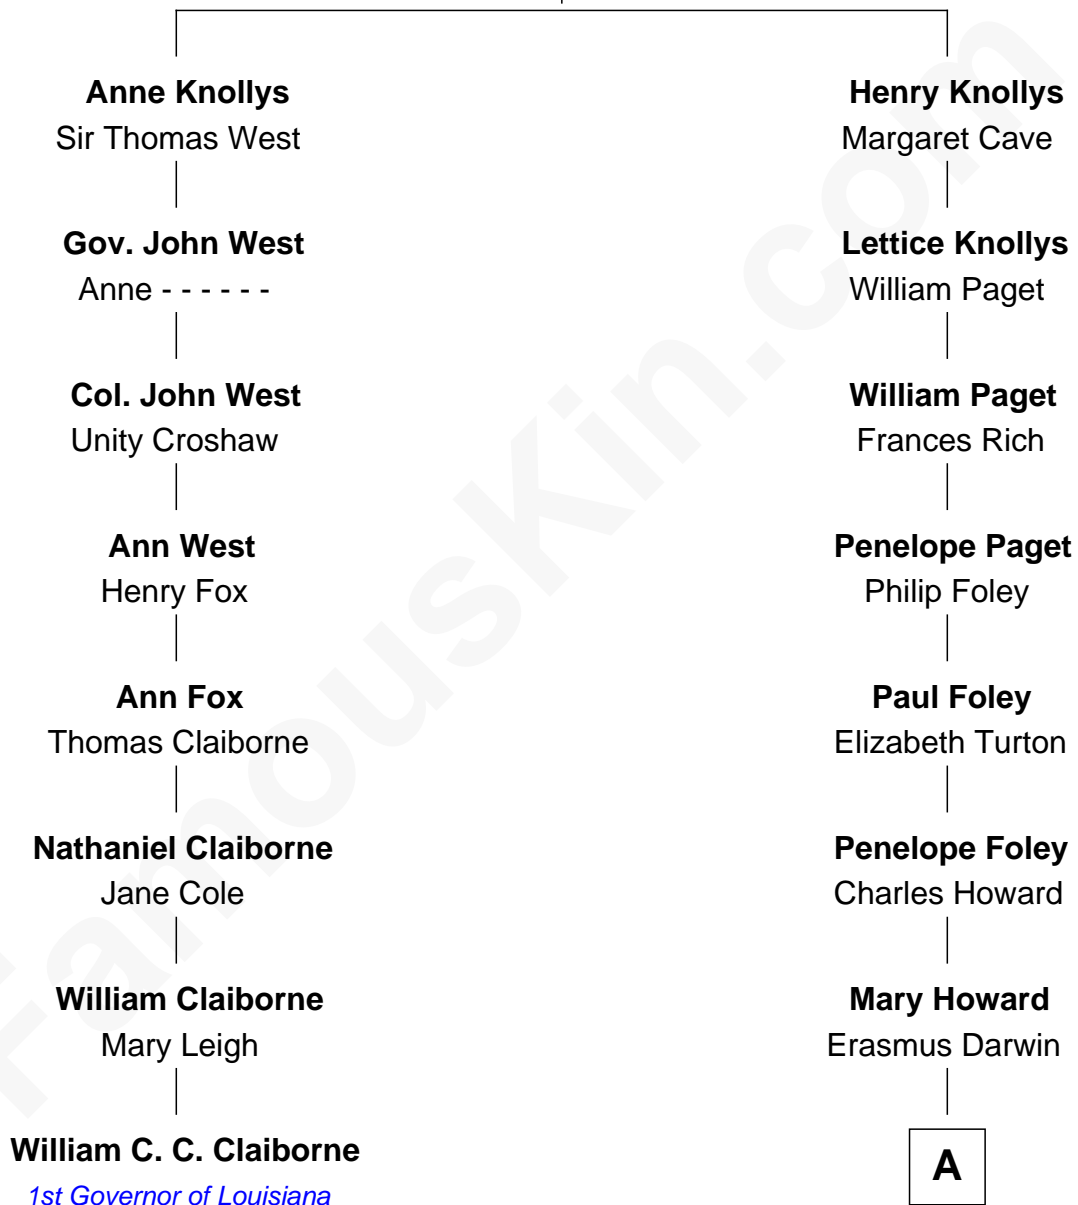 Anne Knollys
Sir Thomas West
Gov. John West
Anne - - - - - -
Col. John West
Unity Croshaw
Ann West
Henry Fox
Ann Fox
Thomas Claiborne
Nathaniel Claiborne
Jane Cole
William Claiborne
Mary Leigh
William C. C. Claiborne
1st Governor of Louisiana
Henry Knollys
Margaret Cave
Lettice Knollys
William Paget
William Paget
Frances Rich
Penelope Paget
Philip Foley
Paul Foley
Elizabeth Turton
Penelope Foley
Charles Howard
Mary Howard
Erasmus Darwin
A
FamousKin.com